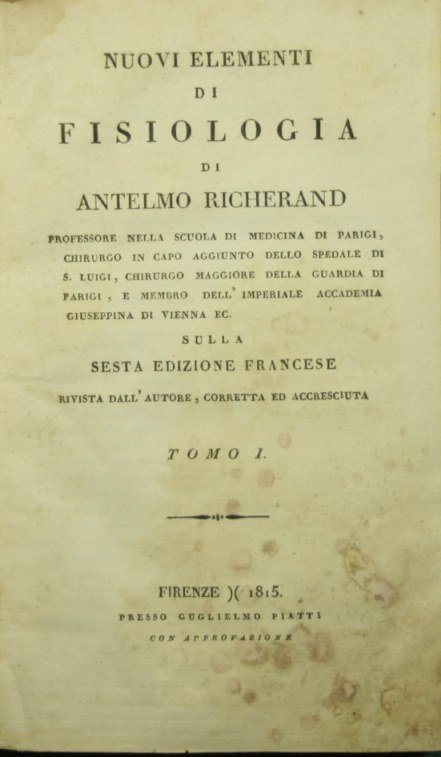 NUOVI ELEMENTI
DI
FISIOLOGIA
DI
ANTELMO RICHERAND
PROFESSORE NELLA SCUOLA DI MEDICINA DI PARIGI,
CHIRURGO IN CAPO AGGIUNTO DELLO SPEDALE DI
S. LUIGI, CHIRURGO MAGGIORE DELLA GUARDIA DI
PARIGI, E MEMBRO DELL' IMPERIALE ACCADEMIA
GIUSEPPINA DI VIENNA EC.
SULLA
SESTA EDIZIONE FRANCESE
RIVISTA DALL' AUTORE, CORRETTA ED ACCRESCIUTA
TOMO I.
FIRENZE )( 1815.
PRESSO GUGLIELMO PIATTI
CON APPROVAZIONE